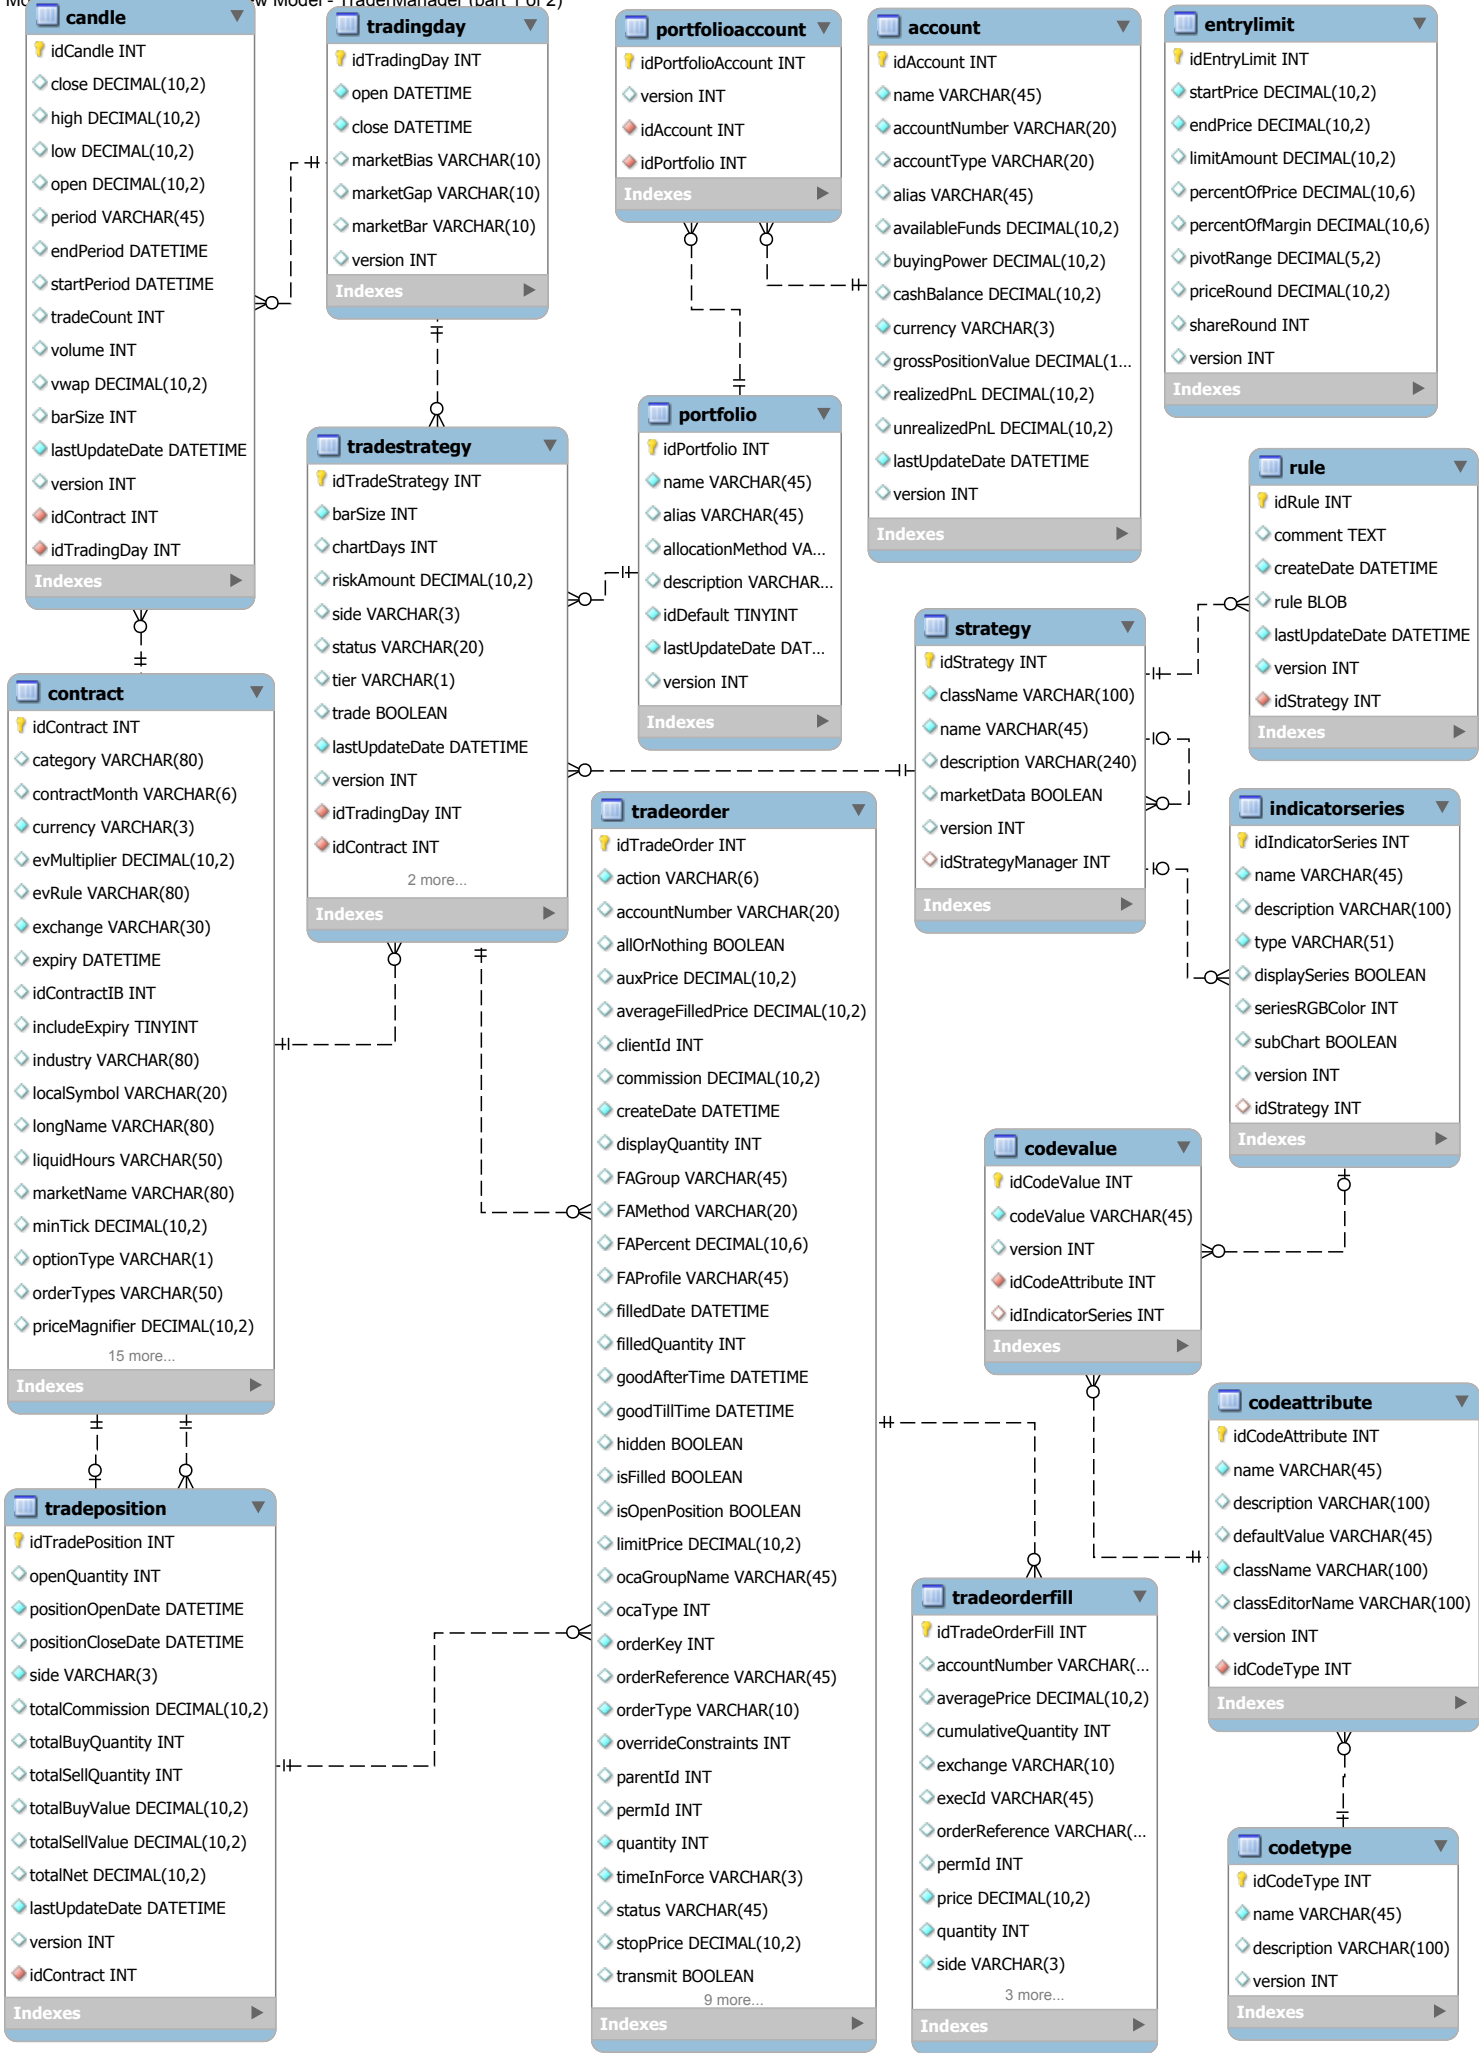 w Model - TraderManager (part 1 of 2)
candle
idCandle INT
close DECIMAL(10,2)
high DECIMAL(10,2)
low DECIMAL(10,2)
open DECIMAL(10,2)
period VARCHAR(45)
endPeriod DATETIME
startPeriod DATETIME
tradeCount INT
volume INT
vwap DECIMAL(10,2)
barSize INT
lastUpdateDate DATETIME
version INT
idContract INT
idTradingDay INT
Indexes
tradingday
idTradingDay INT
open DATETIME
close DATETIME
marketBias VARCHAR(10)
marketGap VARCHAR(10)
marketBar VARCHAR(10)
version INT
Indexes
portfolioaccount
idPortfolioAccount INT
version INT
idAccount INT
idPortfolio INT
Indexes
account
idAccount INT
name VARCHAR(45)
accountNumber VARCHAR(20)
accountType VARCHAR(20)
alias VARCHAR(45)
availableFunds DECIMAL(10,2)
buyingPower DECIMAL(10,2)
cashBalance DECIMAL(10,2)
currency VARCHAR(3)
grossPositionValue DECIMAL(1...
realizedPnL DECIMAL(10,2)
unrealizedPnL DECIMAL(10,2)
lastUpdateDate DATETIME
version INT
Indexes
entrylimit
idEntryLimit INT
startPrice DECIMAL(10,2)
endPrice DECIMAL(10,2)
limitAmount DECIMAL(10,2)
percentOfPrice DECIMAL(10,6)
percentOfMargin DECIMAL(10,6)
pivotRange DECIMAL(5,2)
priceRound DECIMAL(10,2)
shareRound INT
version INT
Indexes
tradestrategy
idTradeStrategy INT
barSize INT
chartDays INT
riskAmount DECIMAL(10,2)
side VARCHAR(3)
status VARCHAR(20)
tier VARCHAR(1)
trade BOOLEAN
lastUpdateDate DATETIME
version INT
idTradingDay INT
idContract INT
2 more...
Indexes
portfolio
idPortfolio INT
name VARCHAR(45)
alias VARCHAR(45)
allocationMethod VA...
description VARCHAR...
idDefault TINYINT
lastUpdateDate DAT...
version INT
Indexes
rule
idRule INT
comment TEXT
createDate DATETIME
rule BLOB
lastUpdateDate DATETIME
version INT
idStrategy INT
Indexes
strategy
idStrategy INT
className VARCHAR(100)
name VARCHAR(45)
description VARCHAR(240)
marketData BOOLEAN
version INT
idStrategyManager INT
Indexes
contract
idContract INT
category VARCHAR(80)
contractMonth VARCHAR(6)
currency VARCHAR(3)
evMultiplier DECIMAL(10,2)
evRule VARCHAR(80)
exchange VARCHAR(30)
expiry DATETIME
idContractIB INT
includeExpiry TINYINT
industry VARCHAR(80)
localSymbol VARCHAR(20)
longName VARCHAR(80)
liquidHours VARCHAR(50)
marketName VARCHAR(80)
minTick DECIMAL(10,2)
optionType VARCHAR(1)
orderTypes VARCHAR(50)
priceMagnifier DECIMAL(10,2)
15 more...
Indexes
tradeorder
idTradeOrder INT
action VARCHAR(6)
accountNumber VARCHAR(20)
allOrNothing BOOLEAN
auxPrice DECIMAL(10,2)
averageFilledPrice DECIMAL(10,2)
clientId INT
commission DECIMAL(10,2)
createDate DATETIME
displayQuantity INT
FAGroup VARCHAR(45)
FAMethod VARCHAR(20)
FAPercent DECIMAL(10,6)
FAProfile VARCHAR(45)
filledDate DATETIME
filledQuantity INT
goodAfterTime DATETIME
goodTillTime DATETIME
hidden BOOLEAN
isFilled BOOLEAN
isOpenPosition BOOLEAN
limitPrice DECIMAL(10,2)
ocaGroupName VARCHAR(45)
ocaType INT
orderKey INT
orderReference VARCHAR(45)
orderType VARCHAR(10)
overrideConstraints INT
parentId INT
permId INT
quantity INT
timeInForce VARCHAR(3)
status VARCHAR(45)
stopPrice DECIMAL(10,2)
transmit BOOLEAN
9 more...
Indexes
indicatorseries
idIndicatorSeries INT
name VARCHAR(45)
description VARCHAR(100)
type VARCHAR(51)
displaySeries BOOLEAN
seriesRGBColor INT
subChart BOOLEAN
version INT
idStrategy INT
Indexes
codevalue
idCodeValue INT
codeValue VARCHAR(45)
version INT
idCodeAttribute INT
idIndicatorSeries INT
Indexes
codeattribute
idCodeAttribute INT
name VARCHAR(45)
description VARCHAR(100)
defaultValue VARCHAR(45)
className VARCHAR(100)
classEditorName VARCHAR(100)
version INT
idCodeType INT
Indexes
tradeposition
idTradePosition INT
openQuantity INT
positionOpenDate DATETIME
positionCloseDate DATETIME
side VARCHAR(3)
totalCommission DECIMAL(10,2)
totalBuyQuantity INT
totalSellQuantity INT
totalBuyValue DECIMAL(10,2)
totalSellValue DECIMAL(10,2)
totalNet DECIMAL(10,2)
lastUpdateDate DATETIME
version INT
idContract INT
Indexes
tradeorderfill
idTradeOrderFill INT
accountNumber VARCHAR(...
averagePrice DECIMAL(10,2)
cumulativeQuantity INT
exchange VARCHAR(10)
execId VARCHAR(45)
orderReference VARCHAR(...
permId INT
price DECIMAL(10,2)
quantity INT
side VARCHAR(3)
3 more...
Indexes
codetype
idCodeType INT
name VARCHAR(45)
description VARCHAR(100)
version INT
Indexes